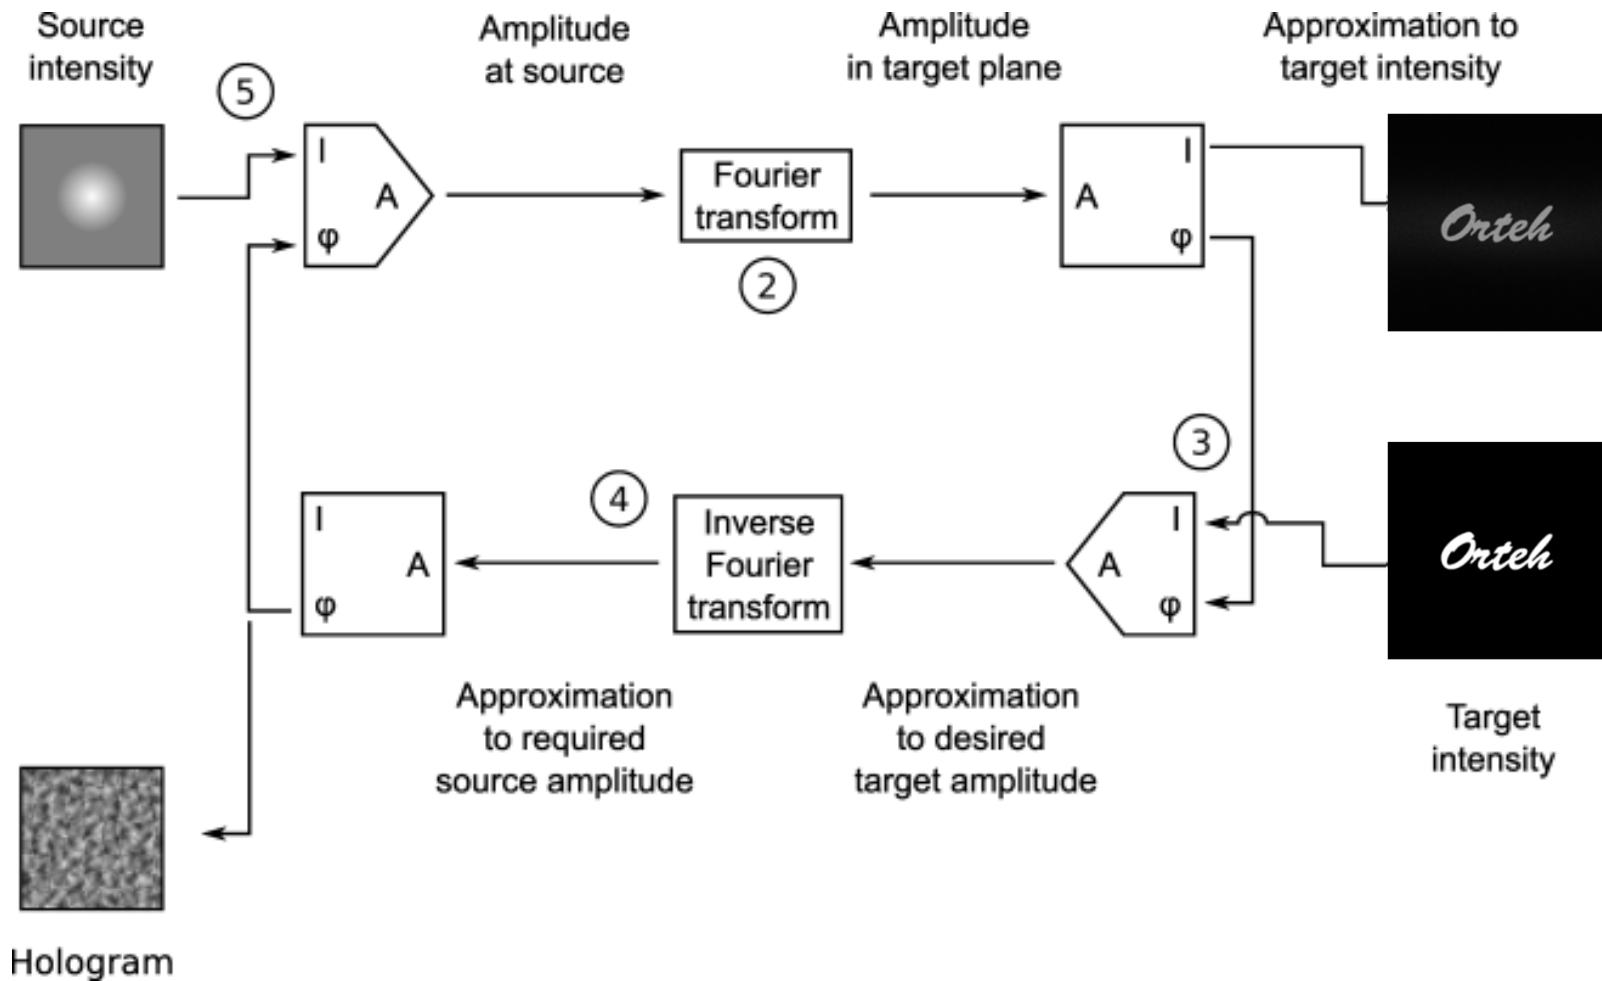 Source
intensity
5
Amplitude
at source
Amplitude
in target plane
Approximation to
target intensity
I
A
φ
Fourier
transform
2
A
I
φ
Orteh
3
4
I
A
φ
Inverse
Fourier
transform
I
A
φ
Orteh
Approximation
to required
source amplitude
Approximation
to desired
target amplitude
Target
intensity
Hologram